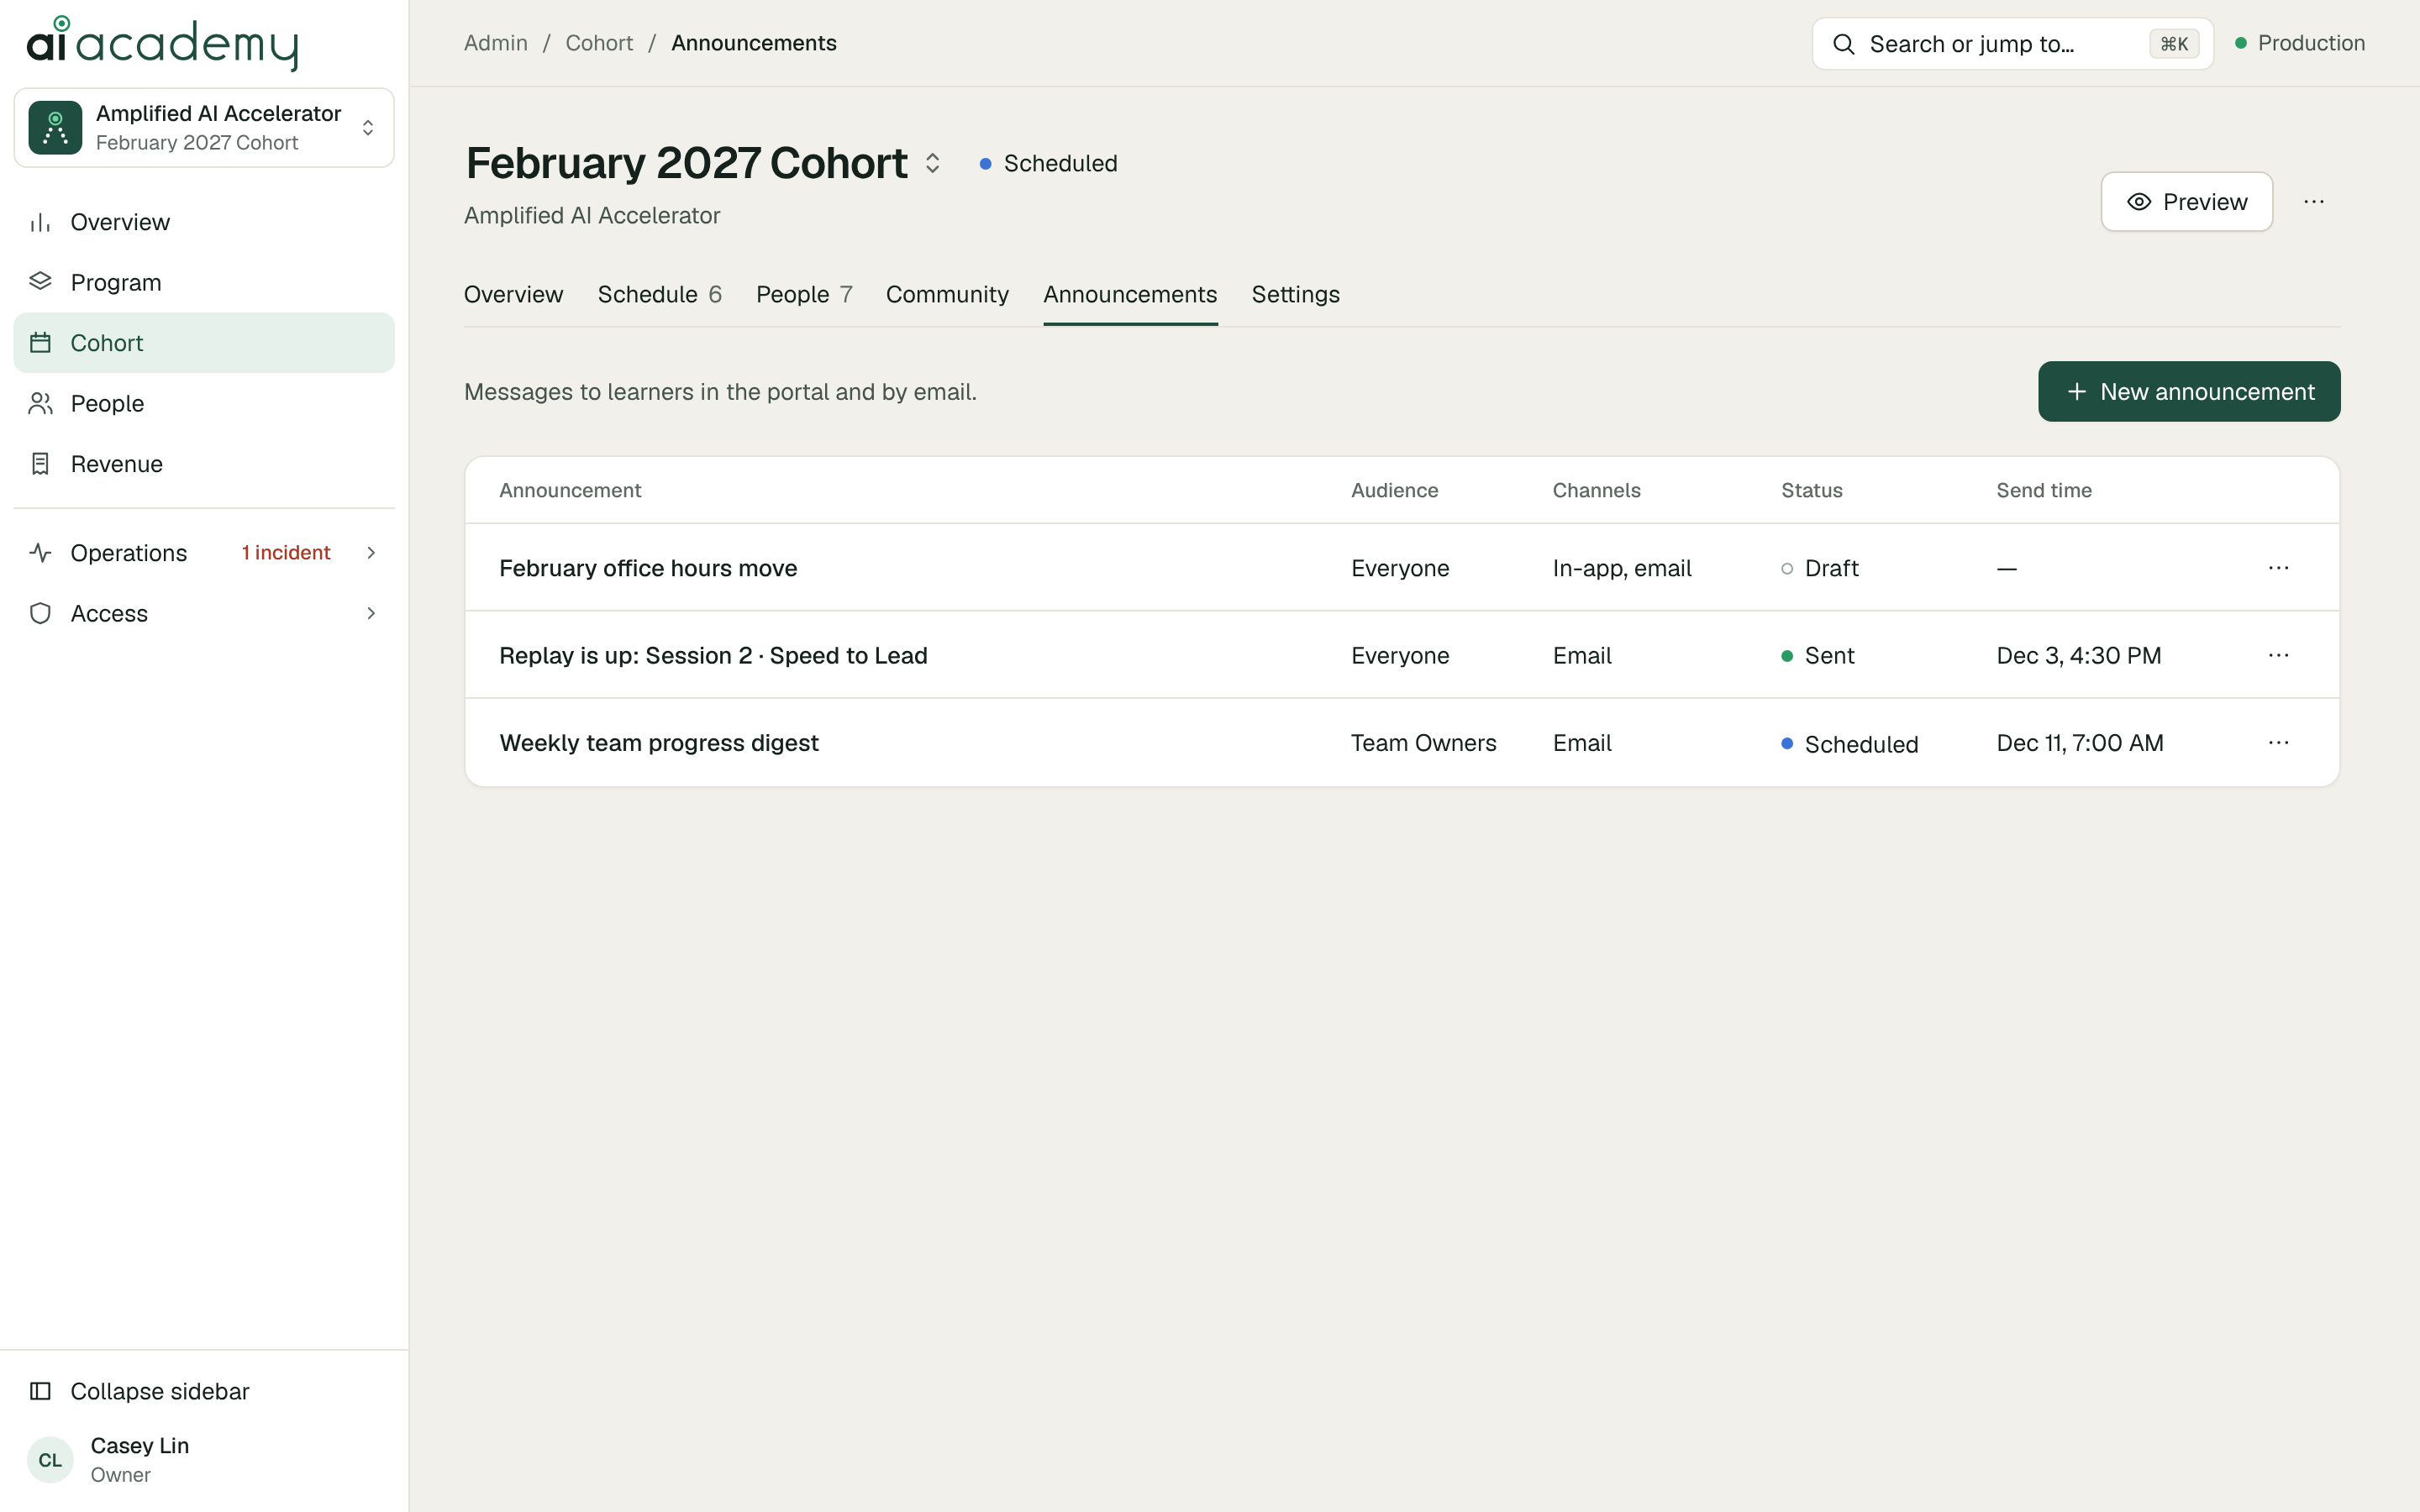 ai academy
Amplified AI Accelerator
February 2027 Cohort
Overview
Program
Cohort
People
Revenue
Operations 1 incident
Access
Collapse sidebar
CL
Casey Lin
Owner
Admin / Cohort / Announcements
Search or jump to… ⌘K
Production
February 2027 Cohort
Scheduled
Amplified AI Accelerator
Preview
Overview Schedule 6 People 7 Community Announcements Settings
Messages to learners in the portal and by email.
New announcement
Announcement Audience Channels Status Send time
February office hours move Everyone In-app, email Draft —
Replay is up: Session 2 · Speed to Lead Everyone Email Sent Dec 3, 4:30 PM
Weekly team progress digest Team Owners Email Scheduled Dec 11, 7:00 AM